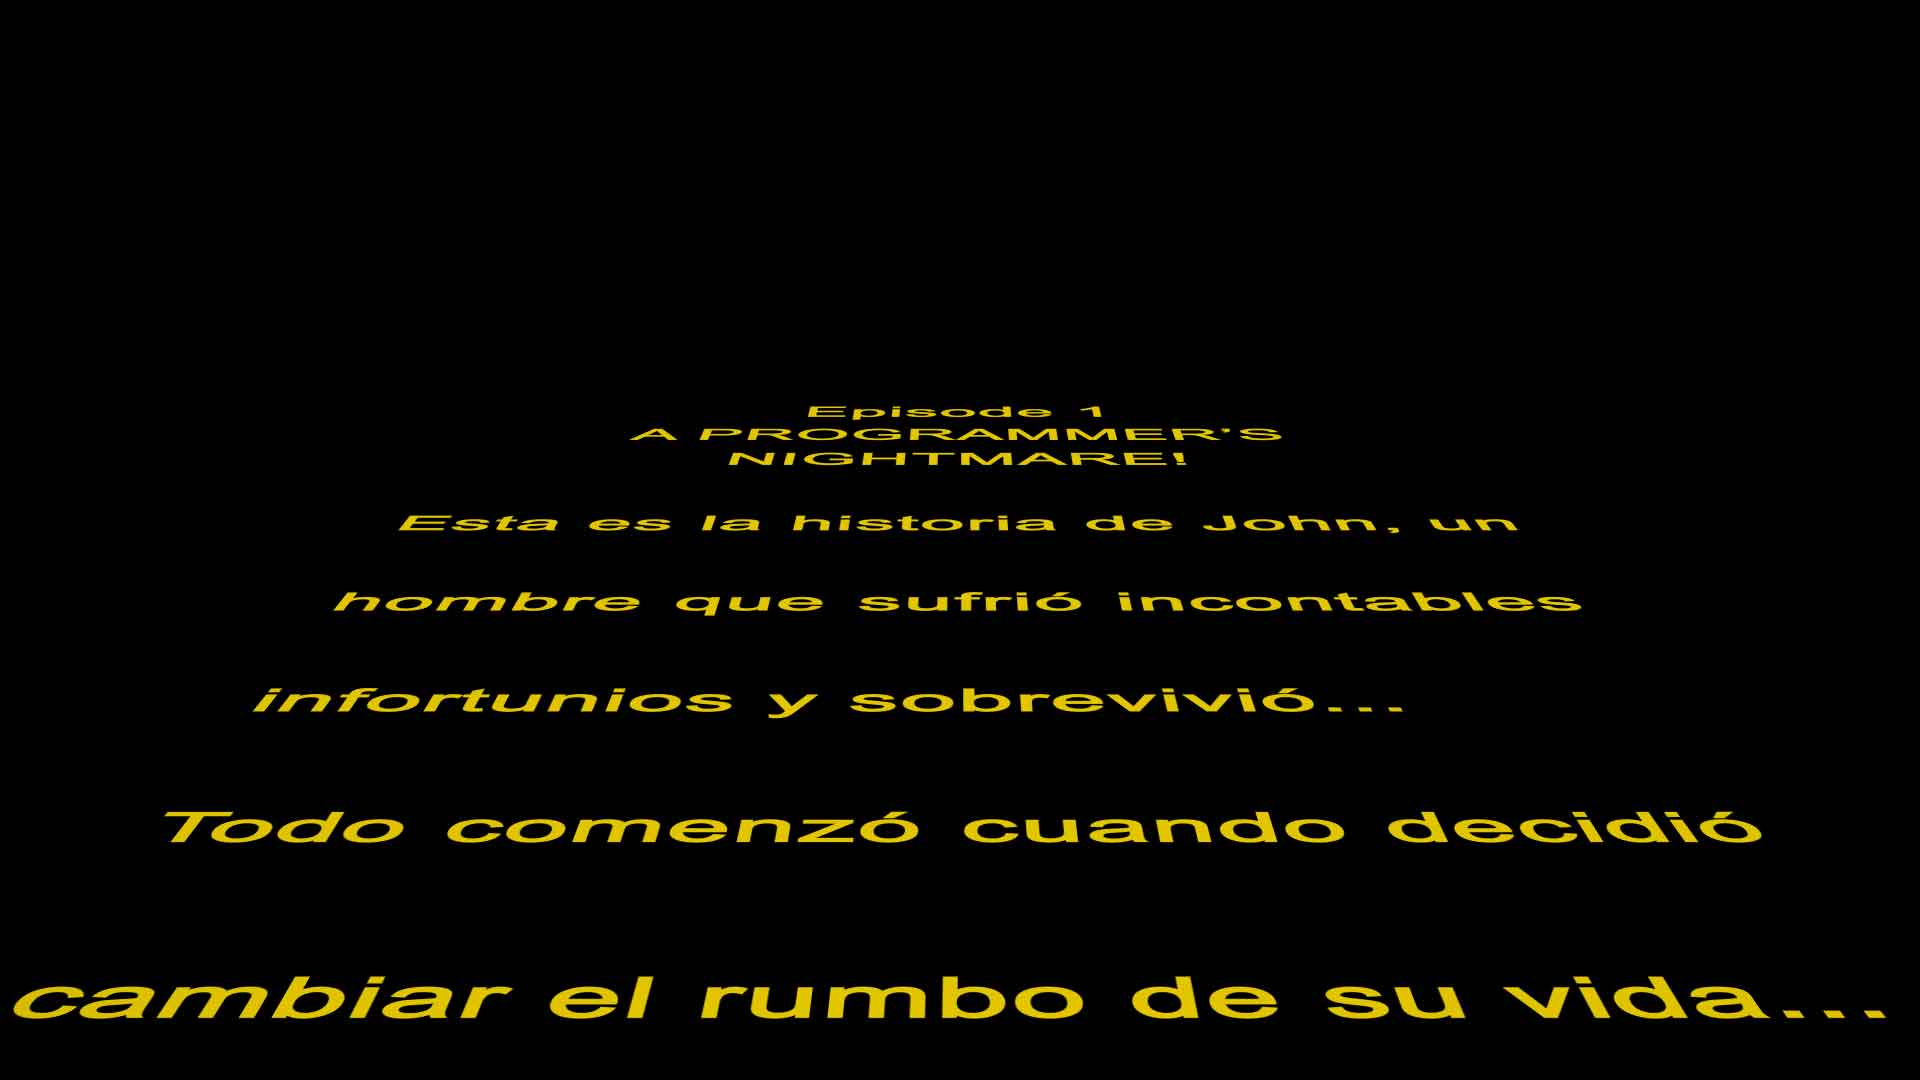 Episode 1
A PROGRAMMER'S
NIGHTMARE!
Esta es la historia de John, un
hombre que sufrió incontables
infortunios y sobrevivió...
Todo comenzó cuando decidió
cambiar el rumbo de su vida...